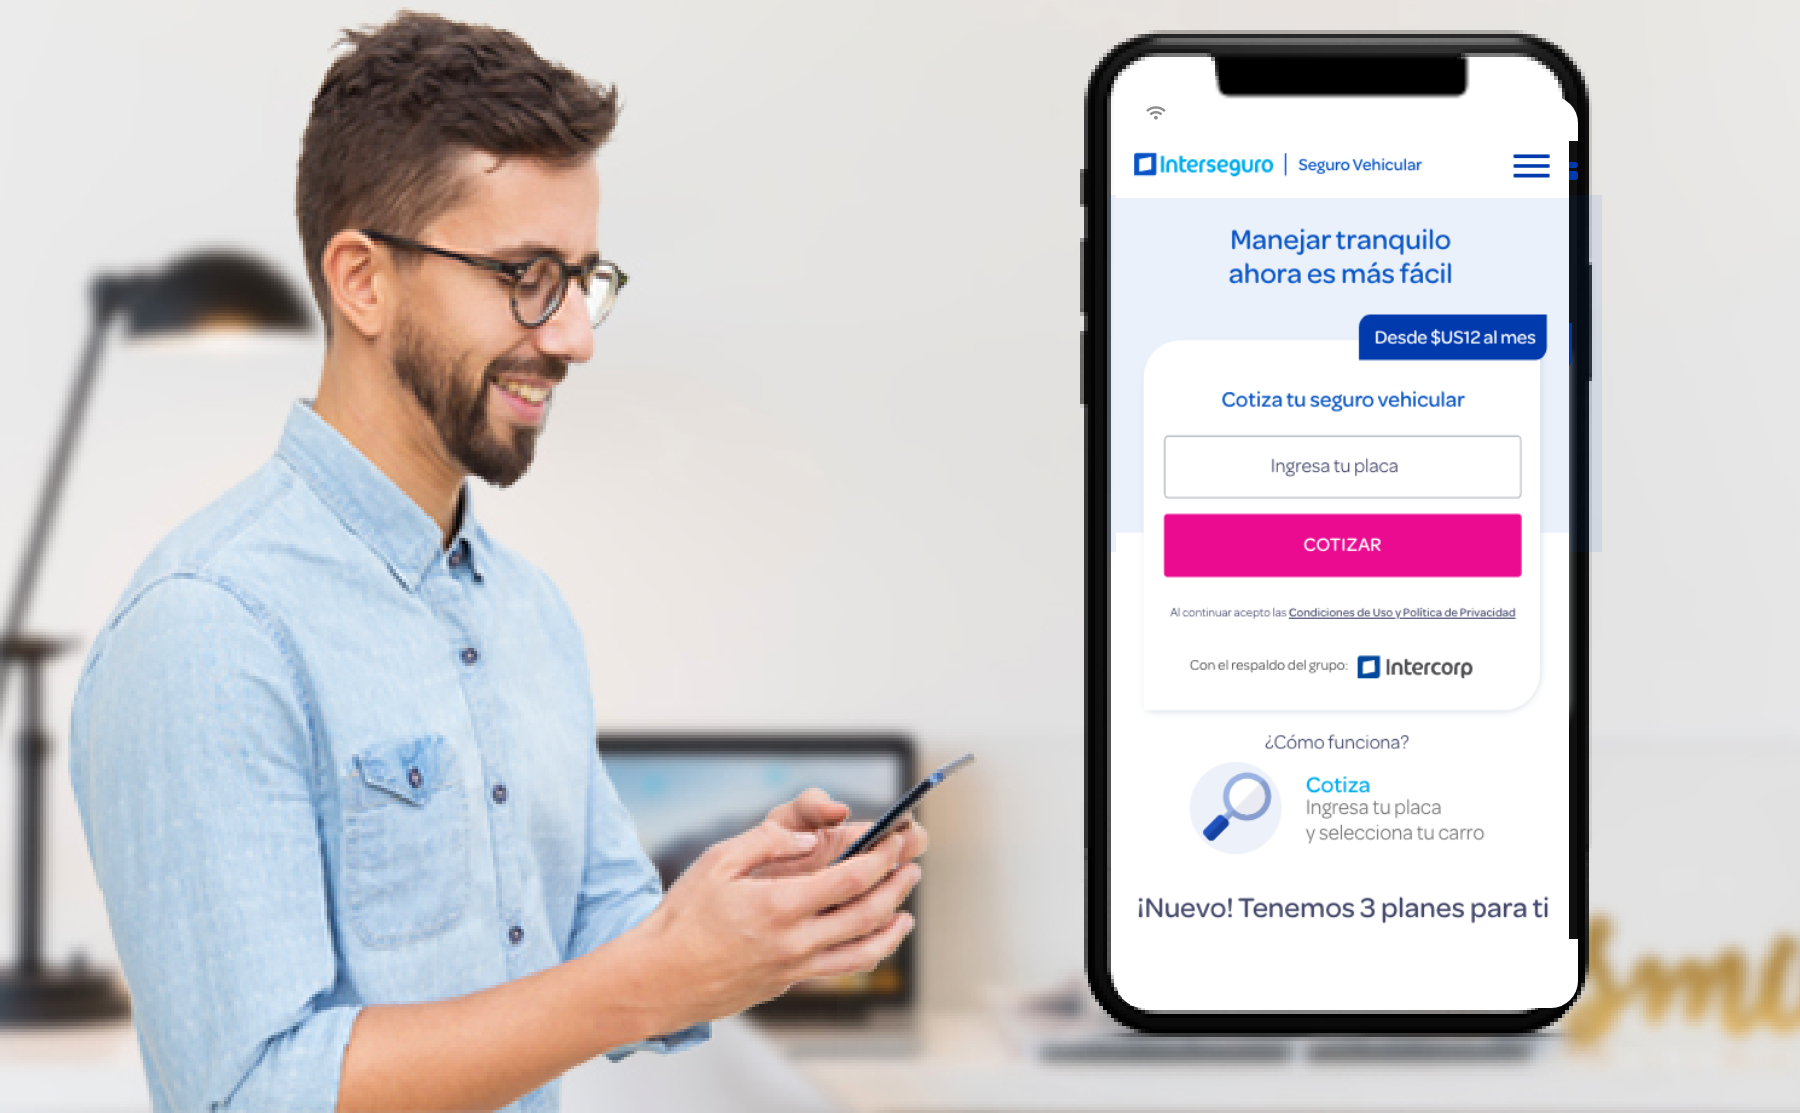 Interseguro | Seguro Vehicular
Manejar tranquilo
ahora es más fácil
Desde $US12 al mes
Cotiza tu seguro vehicular
Ingresa tu placa
COTIZAR
Al continuar acepto las Condiciones de Uso y Política de Privacidad
Con el respaldo del grupo: Intercorp
¿Cómo funciona?
Cotiza
Ingresa tu placa
y selecciona tu carro
¡Nuevo! Tenemos 3 planes para ti